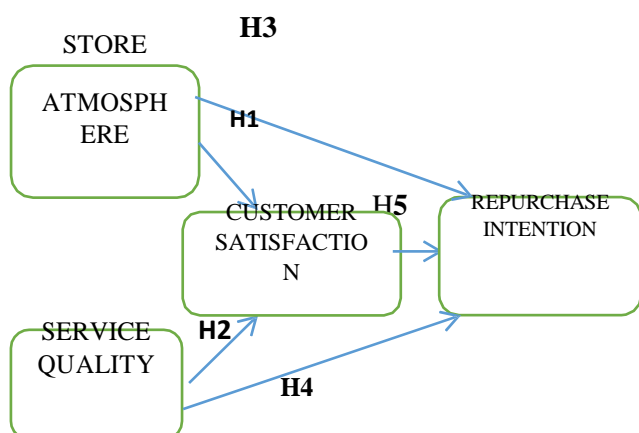 H3
STORE
ATMOSPH
ERE
H1
CUSTOMER
SATISFACTIO
N
H5
REPURCHASE
INTENTION
SERVICE
QUALITY
H2
H4